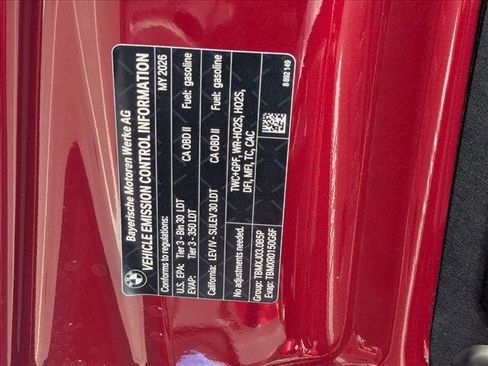 Bayerische Motoren Werke AG
VEHICLE EMISSION CONTROL INFORMATION
Conforms to regulations: MY 2026
U.S. EPA: Tier 3 - Bin 30 LDT CA OBD II Fuel: gasoline
EVAP: Tier 3 - 350 LDT
California: LEV IV - SULEV 30 LDT CA OBD II Fuel: gasoline
No adjustments needed. TWC+GPF, WR-HO2S, HO2S,
Group: TBMXJ03.0B5P DFI, MFI, TC, CAC
Evap: TBMXR0150G6F
8 892 149